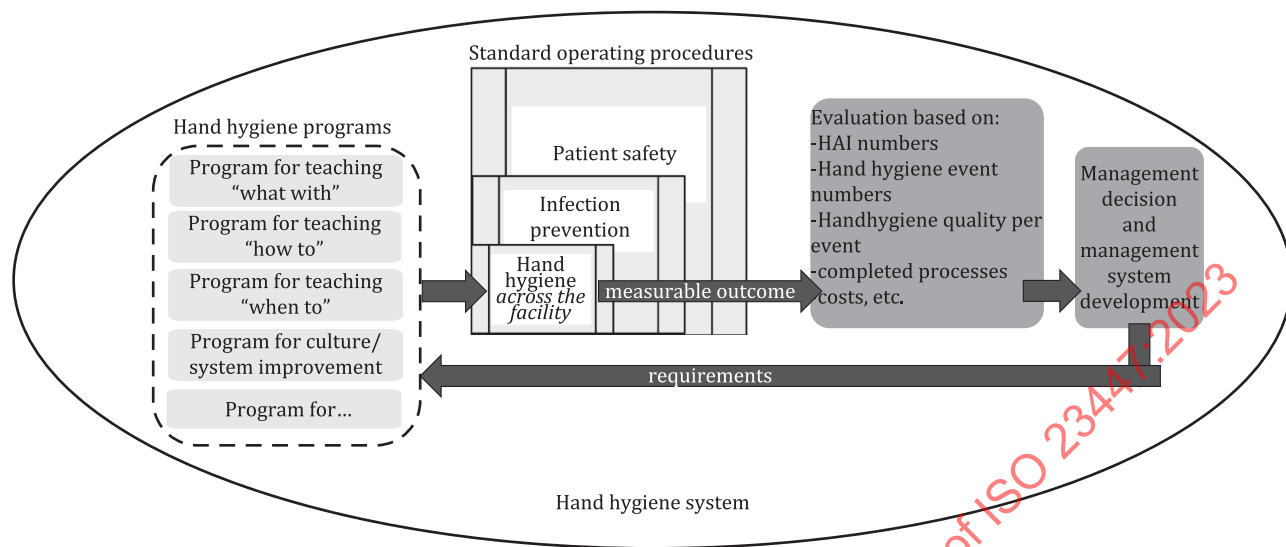 Standard operating procedures
Hand hygiene programs
Program for teaching
“what with”
Program for teaching
“how to”
Program for teaching
“when to”
Program for culture/
system improvement
Program for…
Patient safety
Infection
prevention
Hand
hygiene
across the
facility
measurable outcome
Evaluation based on:
-HAI numbers
-Hand hygiene event
numbers
-Handhygiene quality per
event
-completed processes
costs, etc.
Management
decision
and
management
system
development
requirements
Hand hygiene system
of ISO 23447:2023